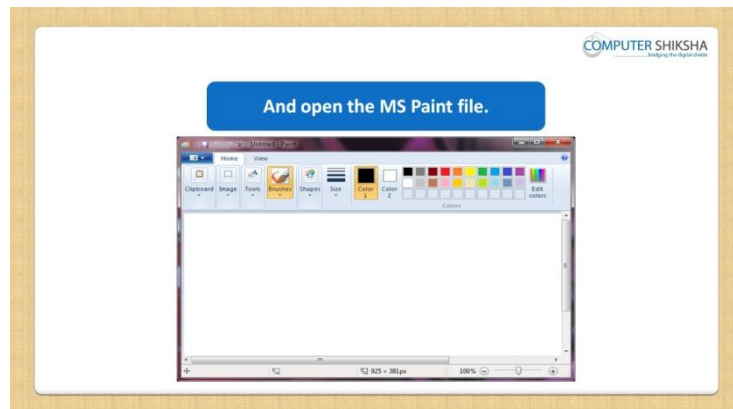 COMPUTER SHIKSHA
bridging the digital divide
And open the MS Paint file.
Untitled - Paint
Home View
Clipboard Image Tools Brushes Shapes Size Color 1 Color 2 Edit colors
Colors
925 × 381px 100%